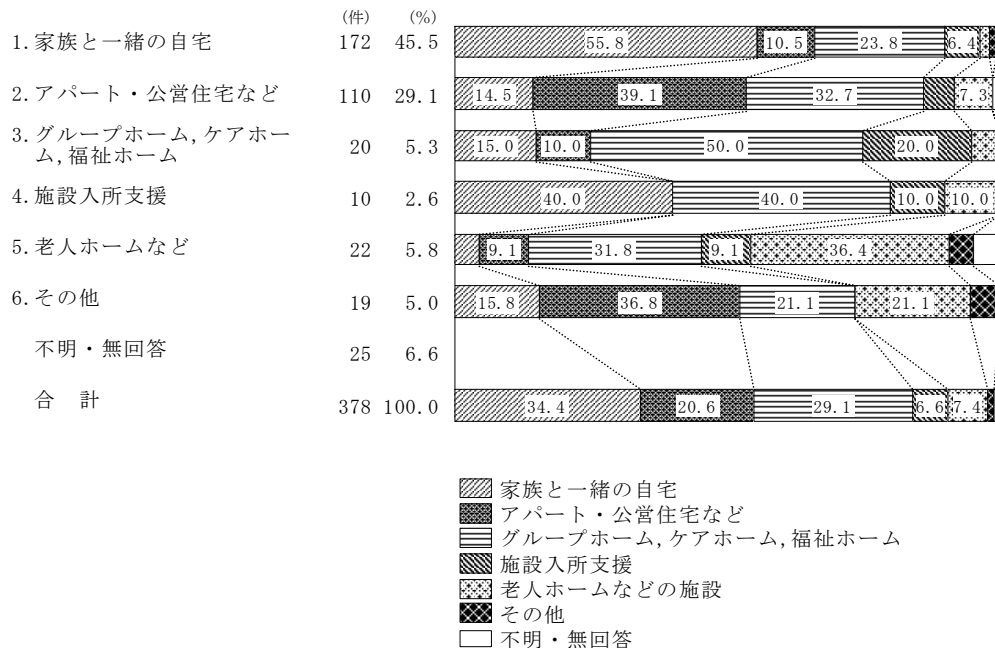 (件) (%)
1.家族と一緒の自宅 172 45.5 55.8 10.5 23.8 6.4
2.アパート・公営住宅など 110 29.1 14.5 39.1 32.7 7.3
3.グループホーム,ケアホー
ム,福祉ホーム 20 5.3 15.0 10.0 50.0 20.0
4.施設入所支援 10 2.6 40.0 40.0 10.0 10.0
5.老人ホームなど 22 5.8 9.1 31.8 9.1 36.4
6.その他 19 5.0 15.8 36.8 21.1 21.1
不明・無回答 25 6.6
合 計 378 100.0 34.4 20.6 29.1 6.6 7.4
家族と一緒の自宅
アパート・公営住宅など
グループホーム,ケアホーム,福祉ホーム
施設入所支援
老人ホームなどの施設
その他
不明・無回答